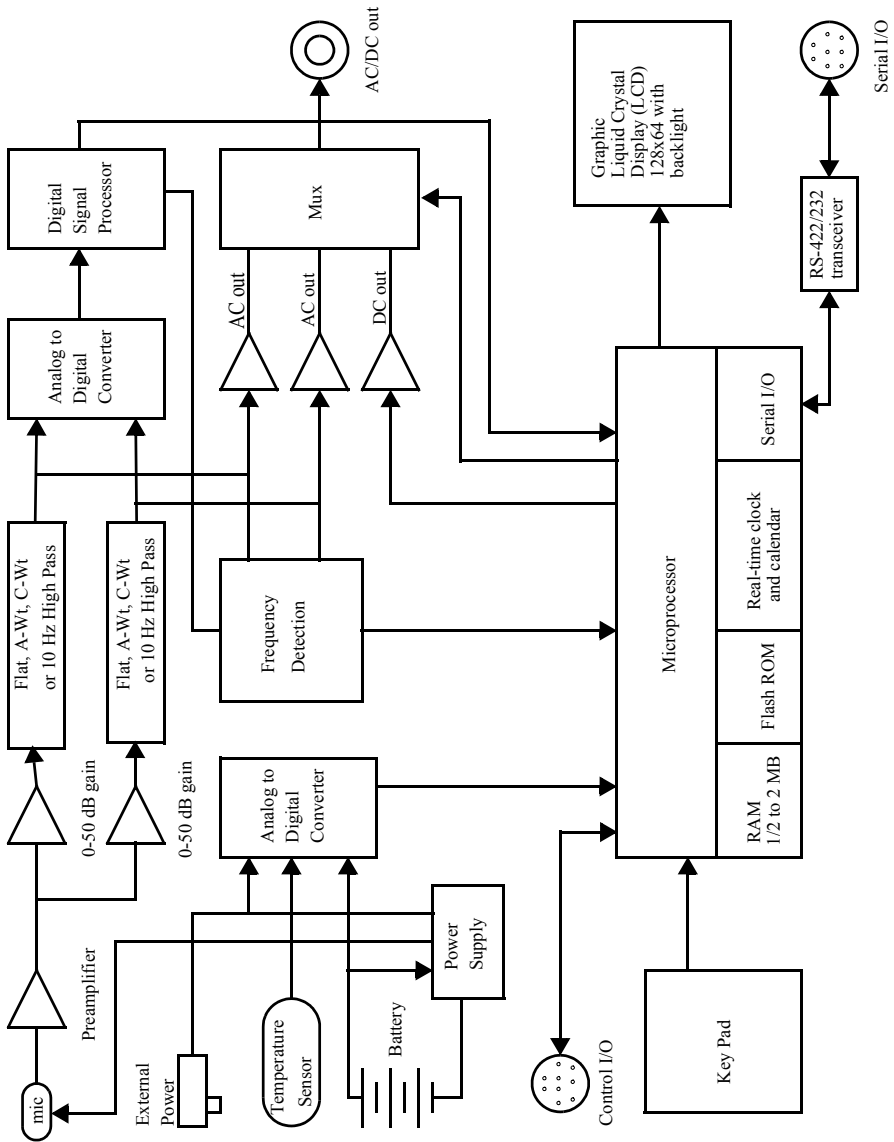 mic
Preamplifier
0-50 dB gain
0-50 dB gain
Flat, A-Wt, C-Wt
or 10 Hz High Pass
Flat, A-Wt, C-Wt
or 10 Hz High Pass
Analog to
Digital
Converter
Digital
Signal
Processor
External
Power
Temperature
Sensor
Battery
Power
Supply
Analog to
Digital
Converter
Frequency
Detection
AC out
AC out
DC out
Mux
AC/DC out
Control I/O
Key Pad
Microprocessor
RAM
1/2 to 2 MB
Flash ROM
Real-time clock
and calendar
Serial I/O
Graphic
Liquid Crystal
Display (LCD)
128x64 with
backlight
RS-422/232
transceiver
Serial I/O